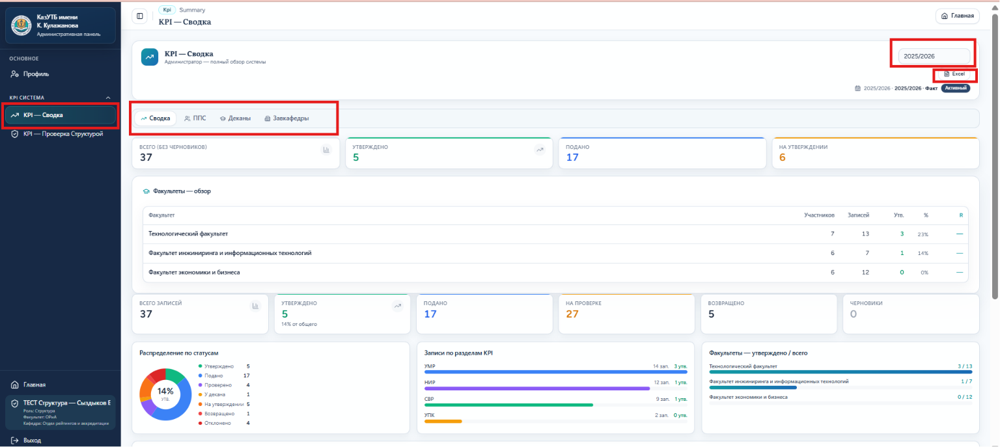 КазУТБ имени
К. Кулажанова
Административная панель
ОСНОВНОЕ
Профиль
KPI СИСТЕМА
KPI — Сводка
KPI — Проверка Структурой
Главная
ТЕСТ Структура — Сыздыков Е
Роль: Структура
Факультет: ОРиА
Кафедра: Отдел рейтингов и аккредитации
Выход
Kpi Summary
KPI — Сводка
Главная
KPI — Сводка
Администратор — полный обзор системы
2025/2026
Excel
2025/2026 · 2025/2026 · Факт Активный
Сводка ППС Деканы Завкафедры
ВСЕГО (БЕЗ ЧЕРНОВИКОВ)
37
УТВЕРЖДЕНО
5
ПОДАНО
17
НА УТВЕРЖДЕНИИ
6
Факультеты — обзор
Факультет Участников Записей Утв. % R
Технологический факультет 7 13 3 23% —
Факультет инжиниринга и информационных технологий 6 7 1 14% —
Факультет экономики и бизнеса 6 12 0 0% —
ВСЕГО ЗАПИСЕЙ
37
УТВЕРЖДЕНО
5
14% от общего
ПОДАНО
17
НА ПРОВЕРКЕ
27
ВОЗВРАЩЕНО
5
ЧЕРНОВИКИ
0
Распределение по статусам
14%
УТВ.
Утверждено 5
Подано 17
Проверено 4
У декана 1
На утверждении 5
Возвращено 1
Отклонено 4
Записи по разделам KPI
УМР 14 зап. 3 утв.
НИР 12 зап. 1 утв.
СВР 9 зап. 1 утв.
УПК 2 зап. 0 утв.
Факультеты — утверждено / всего
Технологический факультет 3 / 13
Факультет инжиниринга и информационных технологий 1 / 7
Факультет экономики и бизнеса 0 / 12